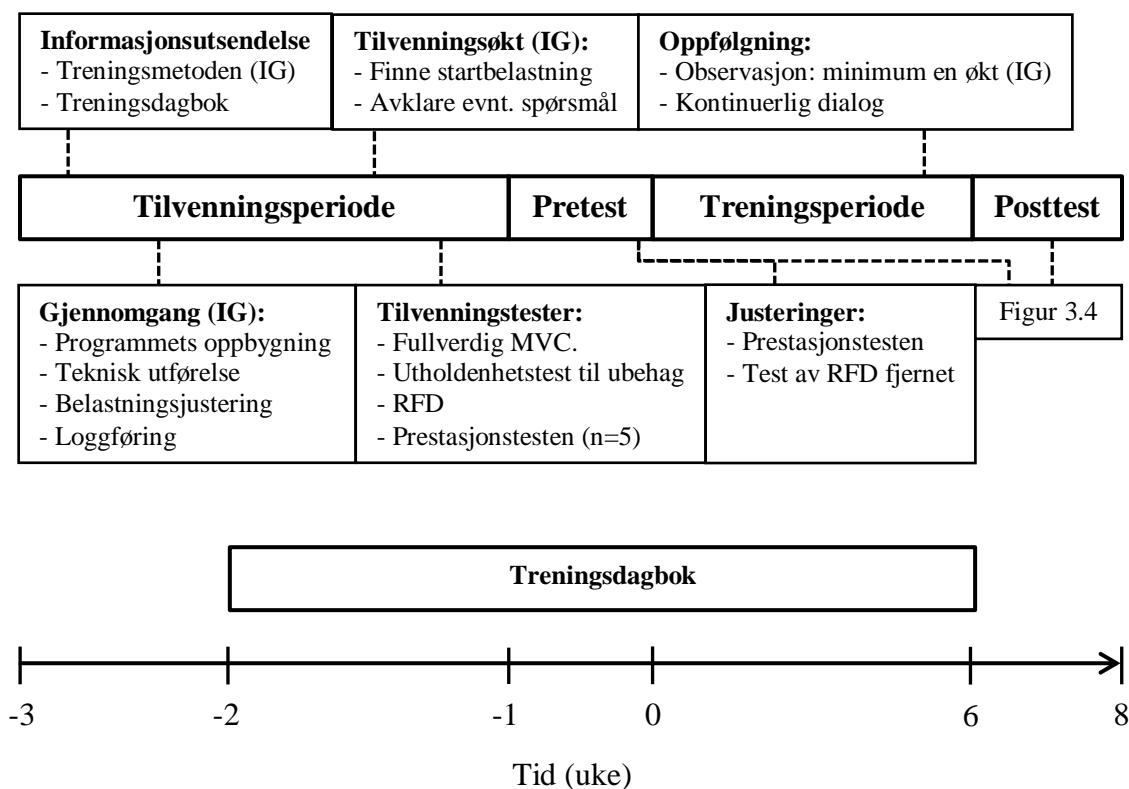 Informasjonsutsendelse
- Treningsmetoden (IG)
- Treningsdagbok
Tilvenningsøkt (IG):
- Finne startbelastning
- Avklare evnt. spørsmål
Oppfølgning:
- Observasjon: minimum en økt (IG)
- Kontinuerlig dialog
Tilvenningsperiode
Pretest
Treningsperiode
Posttest
Gjennomgang (IG):
- Programmets oppbygning
- Teknisk utførelse
- Belastningsjustering
- Loggføring
Tilvenningstester:
- Fullverdig MVC.
- Utholdenhetstest til ubehag
- RFD
- Prestasjonstesten (n=5)
Justeringer:
- Prestasjonstesten
- Test av RFD fjernet
Figur 3.4
Treningsdagbok
-3
-2
-1
0
6
8
Tid (uke)